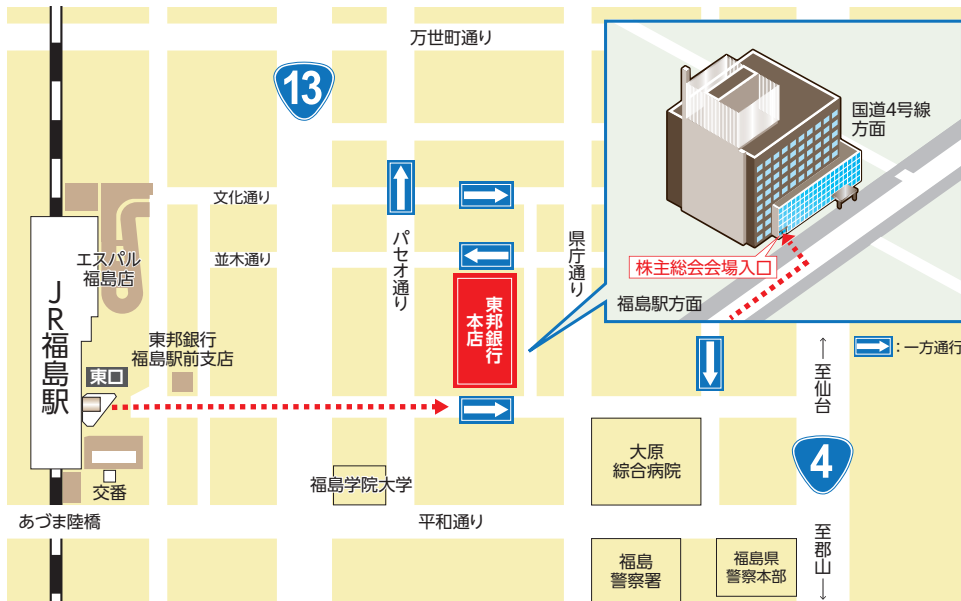 万世町通り
13
国道4号線
方面
文化通り
パセオ通り
県庁通り
並木通り
エスパル
福島店
株主総会会場入口
福島駅方面
JR福島駅
東邦銀行
本店
東邦銀行
福島駅前支店
東口
:一方通行
至仙台
大原
綜合病院
4
福島学院大学
交番
あづま陸橋
平和通り
至郡山
福島
警察署
福島県
警察本部